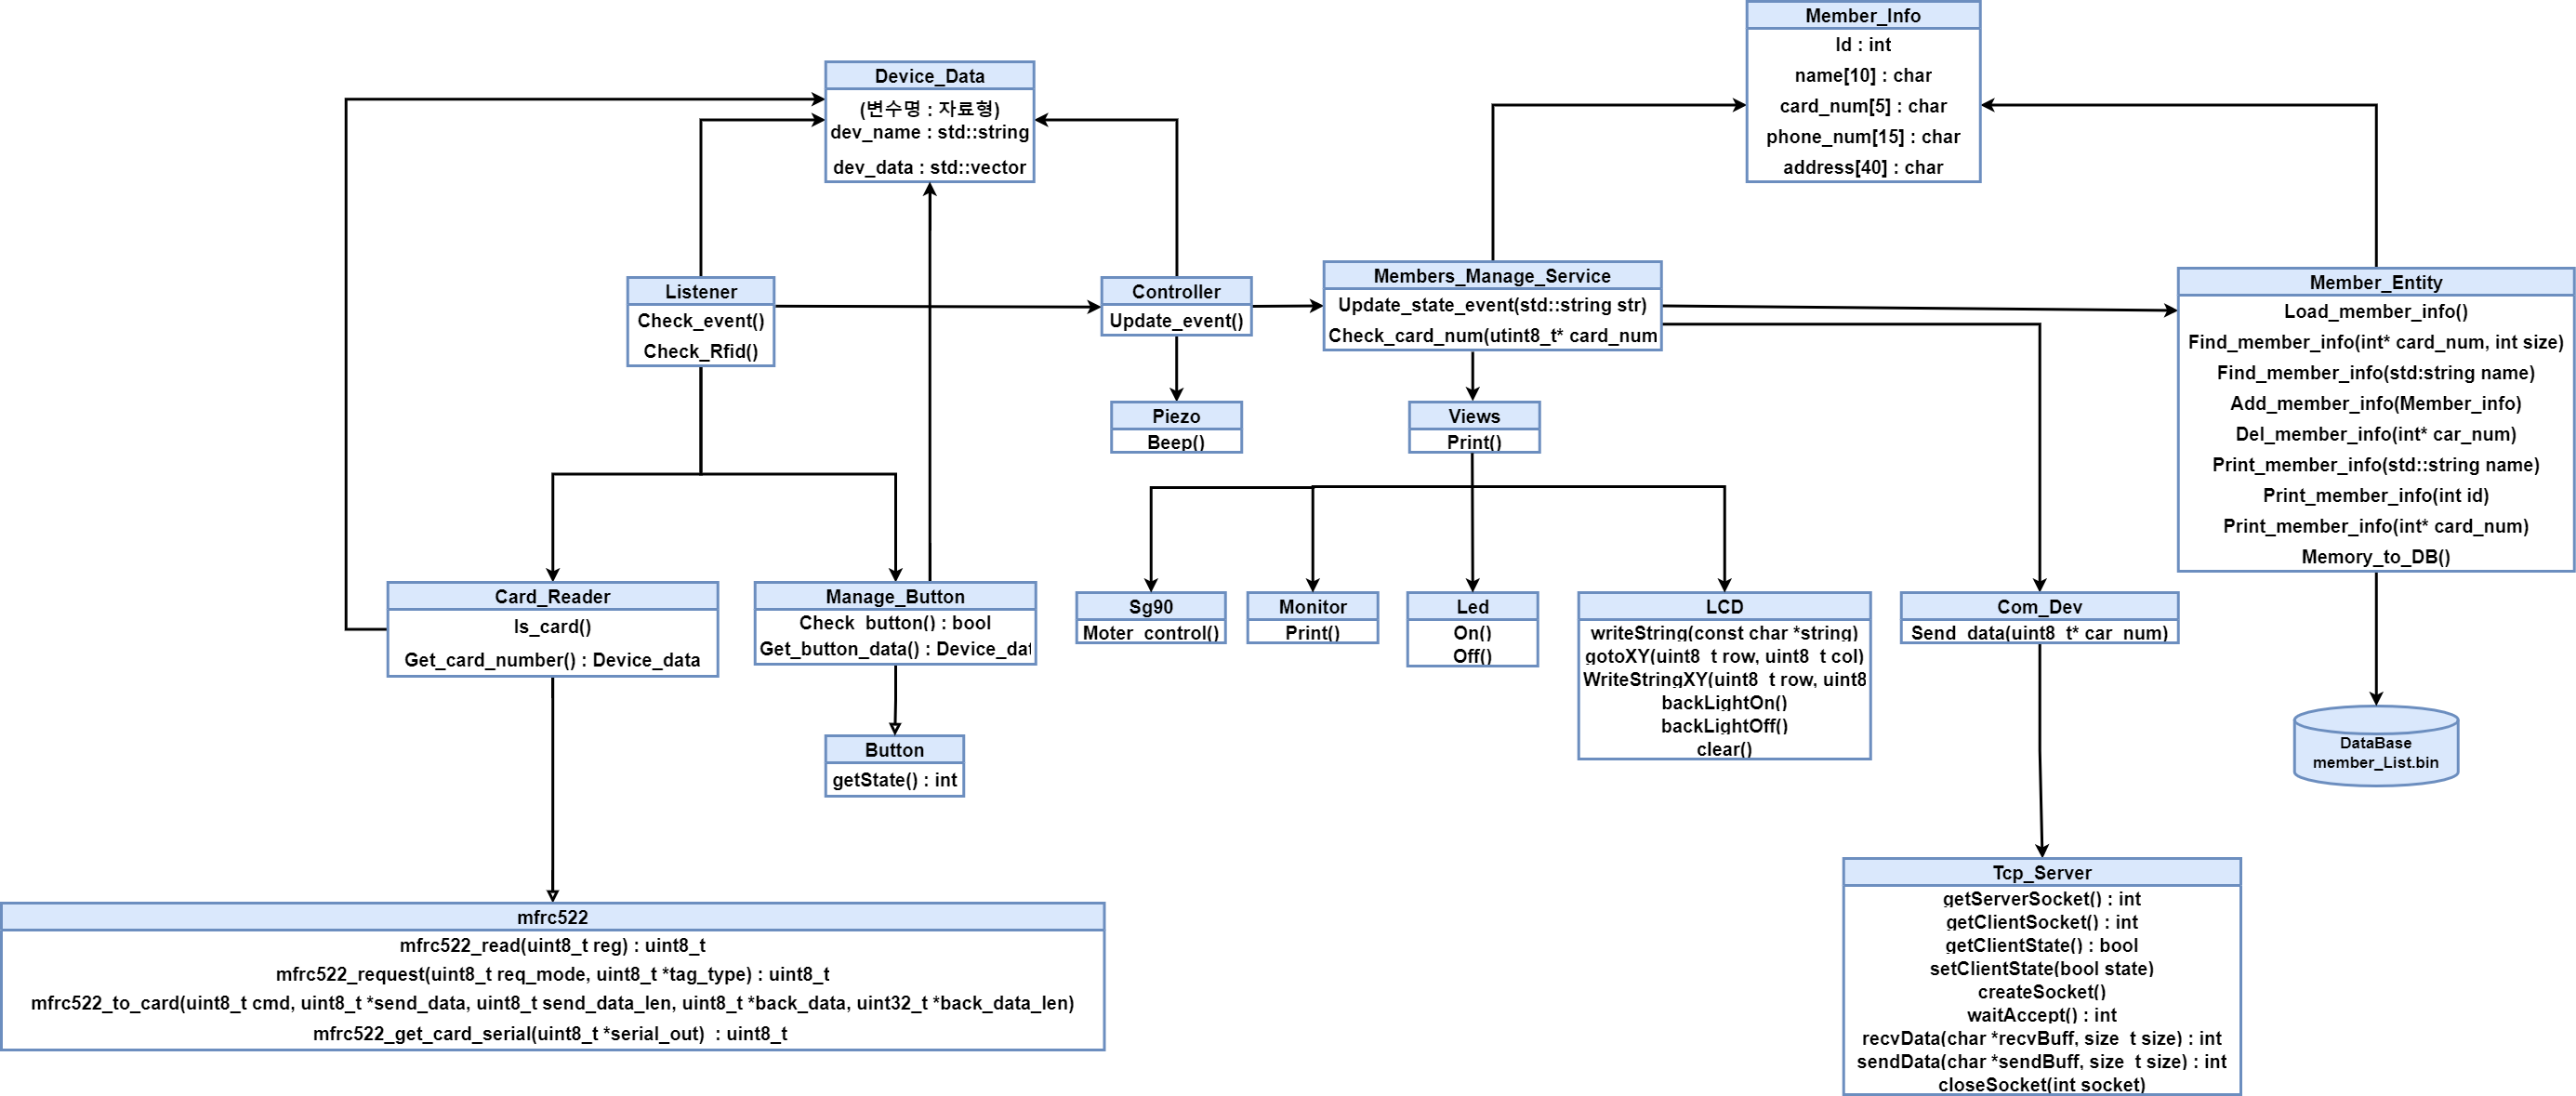 Member_Info
Id : int
name[10] : char
card_num[5] : char
phone_num[15] : char
address[40] : char
Device_Data
(변수명 : 자료형)
dev_name : std::string
dev_data : std::vector
Listener
Check_event()
Check_Rfid()
Controller
Update_event()
Members_Manage_Service
Update_state_event(std::string str)
Check_card_num(utint8_t* card_num
Member_Entity
Load_member_info()
Find_member_info(int* card_num, int size)
Find_member_info(std:string name)
Add_member_info(Member_info)
Del_member_info(int* car_num)
Print_member_info(std::string name)
Print_member_info(int id)
Print_member_info(int* card_num)
Memory_to_DB()
Piezo
Beep()
Views
Print()
Card_Reader
Is_card()
Get_card_number() : Device_data
Manage_Button
Check_button() : bool
Get_button_data() : Device_dat
Sg90
Moter_control()
Monitor
Print()
Led
On()
Off()
LCD
writeString(const char *string)
gotoXY(uint8_t row, uint8_t col)
WriteStringXY(uint8_t row, uint8
backLightOn()
backLightOff()
clear()
Com_Dev
Send_data(uint8_t* car_num)
Button
getState() : int
DataBase
member_List.bin
Tcp_Server
getServerSocket() : int
getClientSocket() : int
getClientState() : bool
setClientState(bool state)
createSocket()
waitAccept() : int
recvData(char *recvBuff, size_t size) : int
sendData(char *sendBuff, size_t size) : int
closeSocket(int socket)
mfrc522
mfrc522_read(uint8_t reg) : uint8_t
mfrc522_request(uint8_t req_mode, uint8_t *tag_type) : uint8_t
mfrc522_to_card(uint8_t cmd, uint8_t *send_data, uint8_t send_data_len, uint8_t *back_data, uint32_t *back_data_len)
mfrc522_get_card_serial(uint8_t *serial_out)  : uint8_t